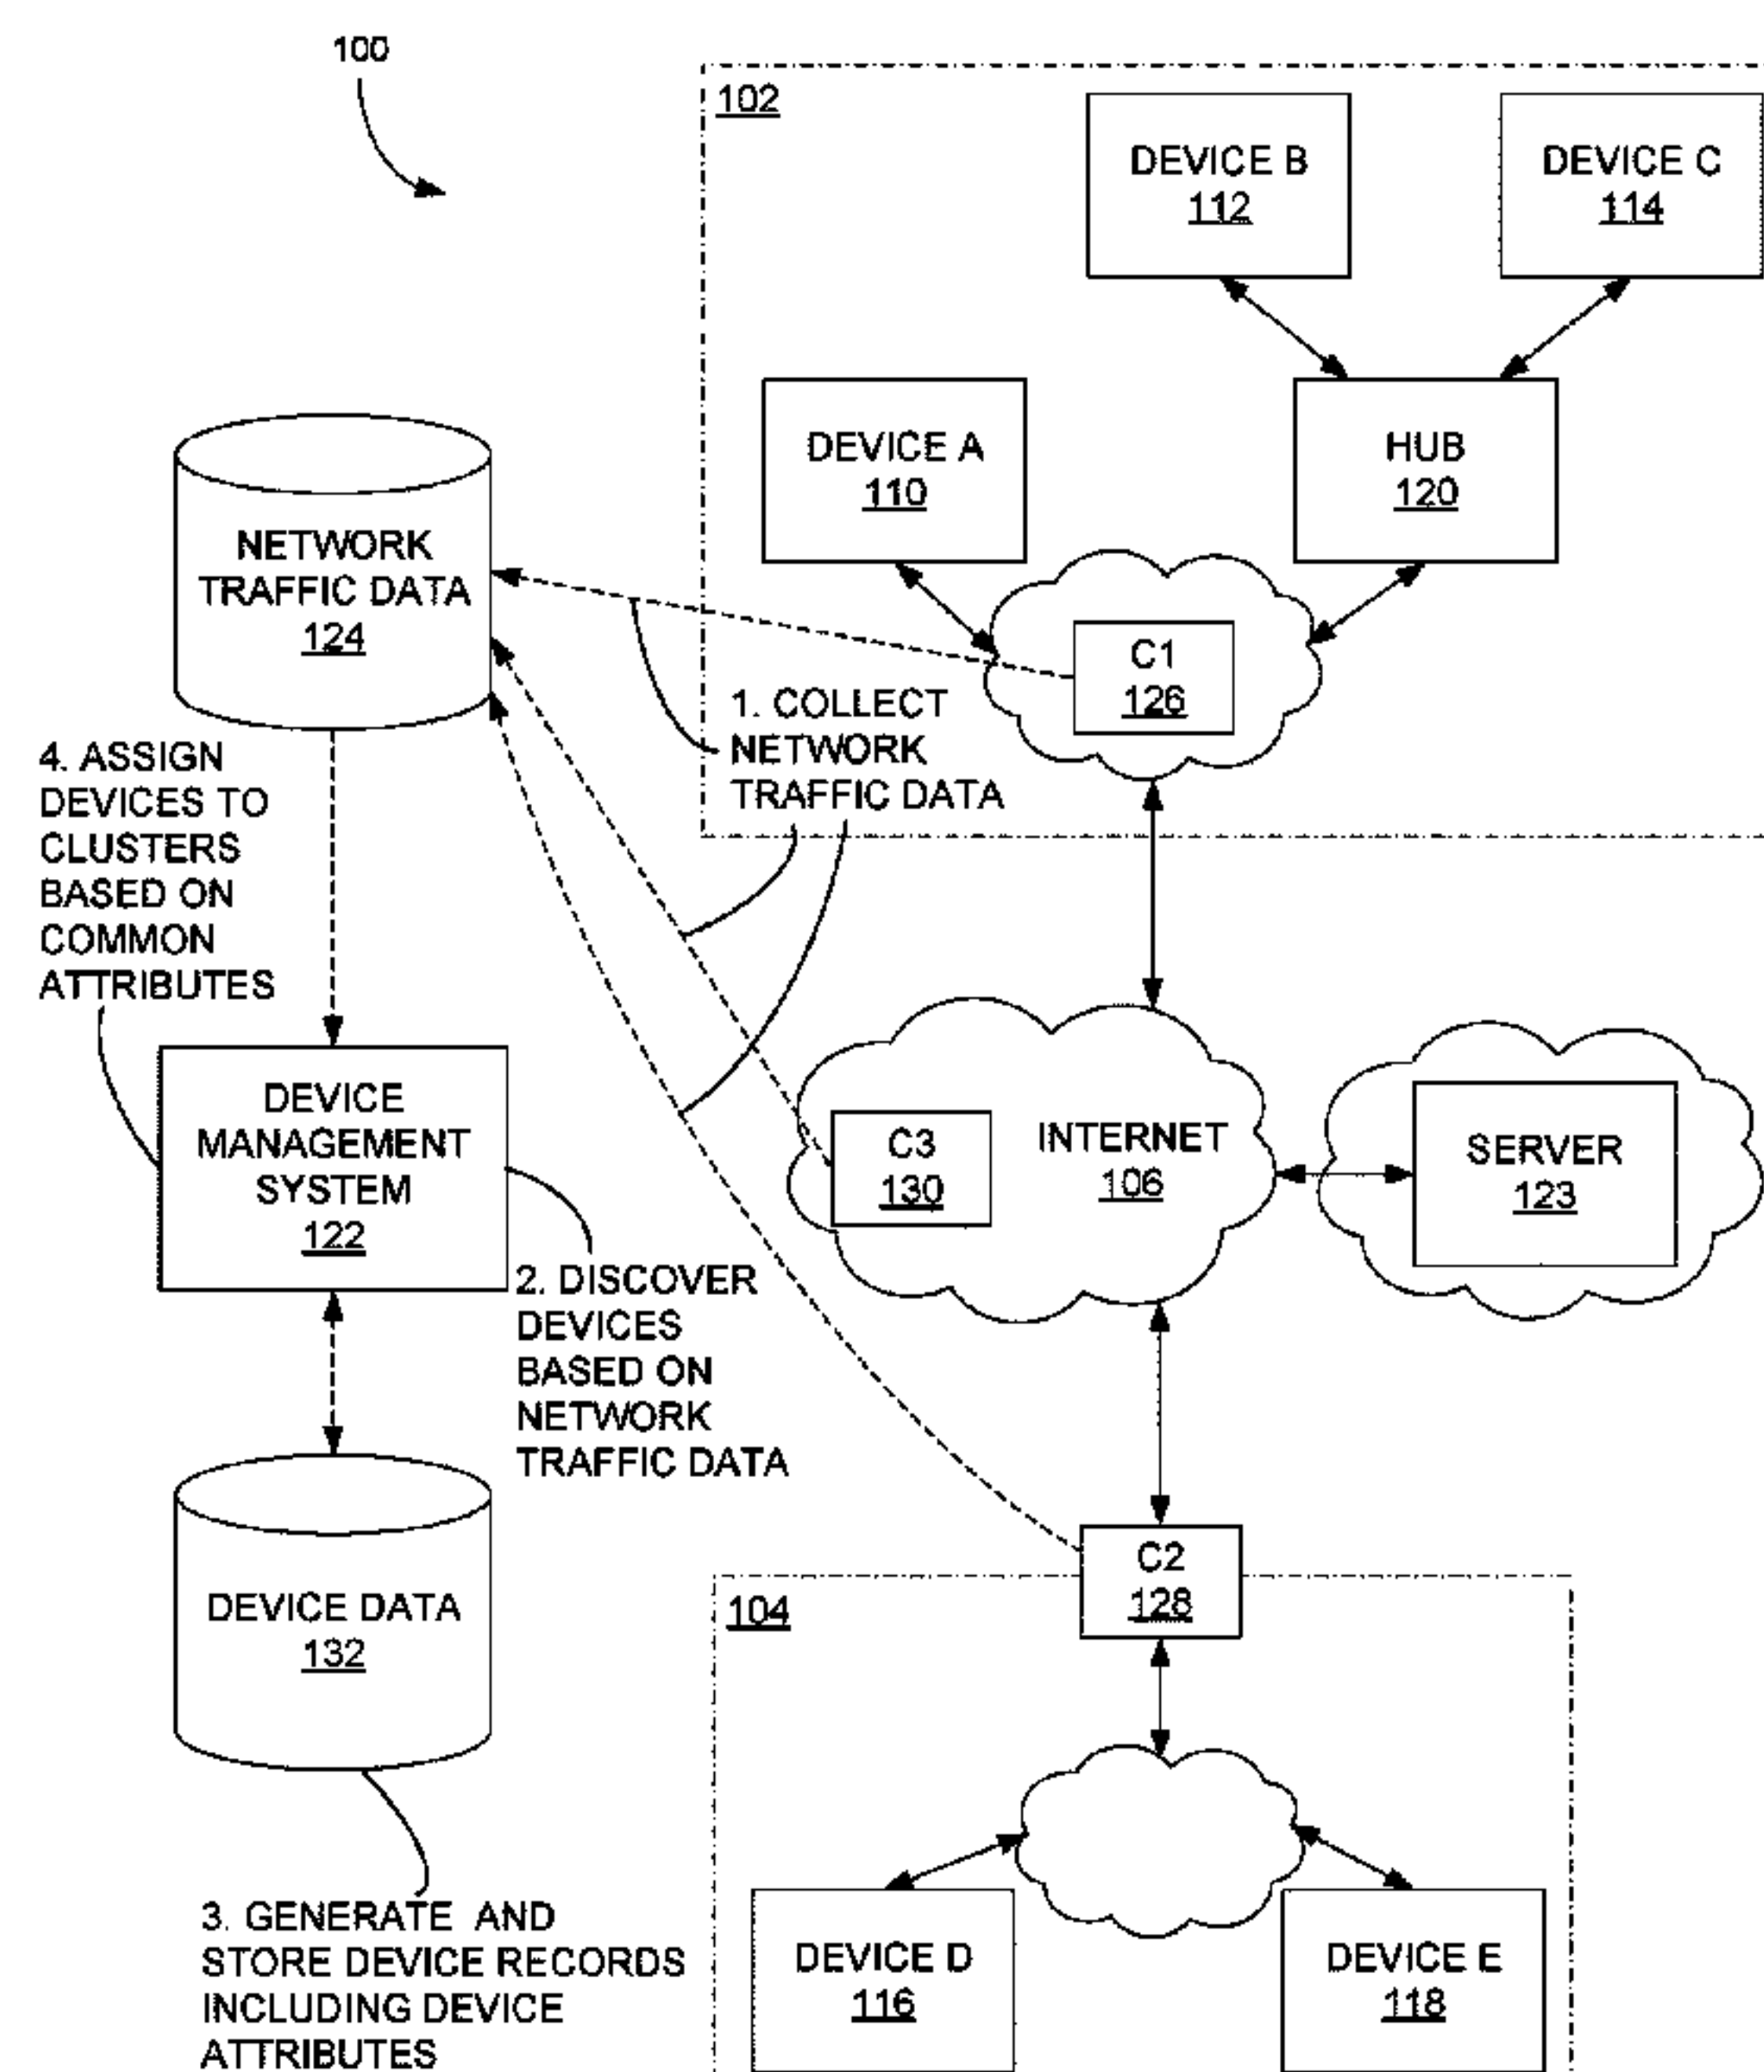 100
102
DEVICE B
112
DEVICE C
114
DEVICE A
110
HUB
120
NETWORK
TRAFFIC DATA
124
C1
126
1. COLLECT
NETWORK
TRAFFIC DATA
4. ASSIGN
DEVICES TO
CLUSTERS
BASED ON
COMMON
ATTRIBUTES
DEVICE
MANAGEMENT
SYSTEM
122
C3
130
INTERNET
106
SERVER
123
2. DISCOVER
DEVICES
BASED ON
NETWORK
TRAFFIC DATA
DEVICE DATA
132
C2
128
104
3. GENERATE AND
STORE DEVICE RECORDS
INCLUDING DEVICE
ATTRIBUTES
DEVICE D
116
DEVICE E
118